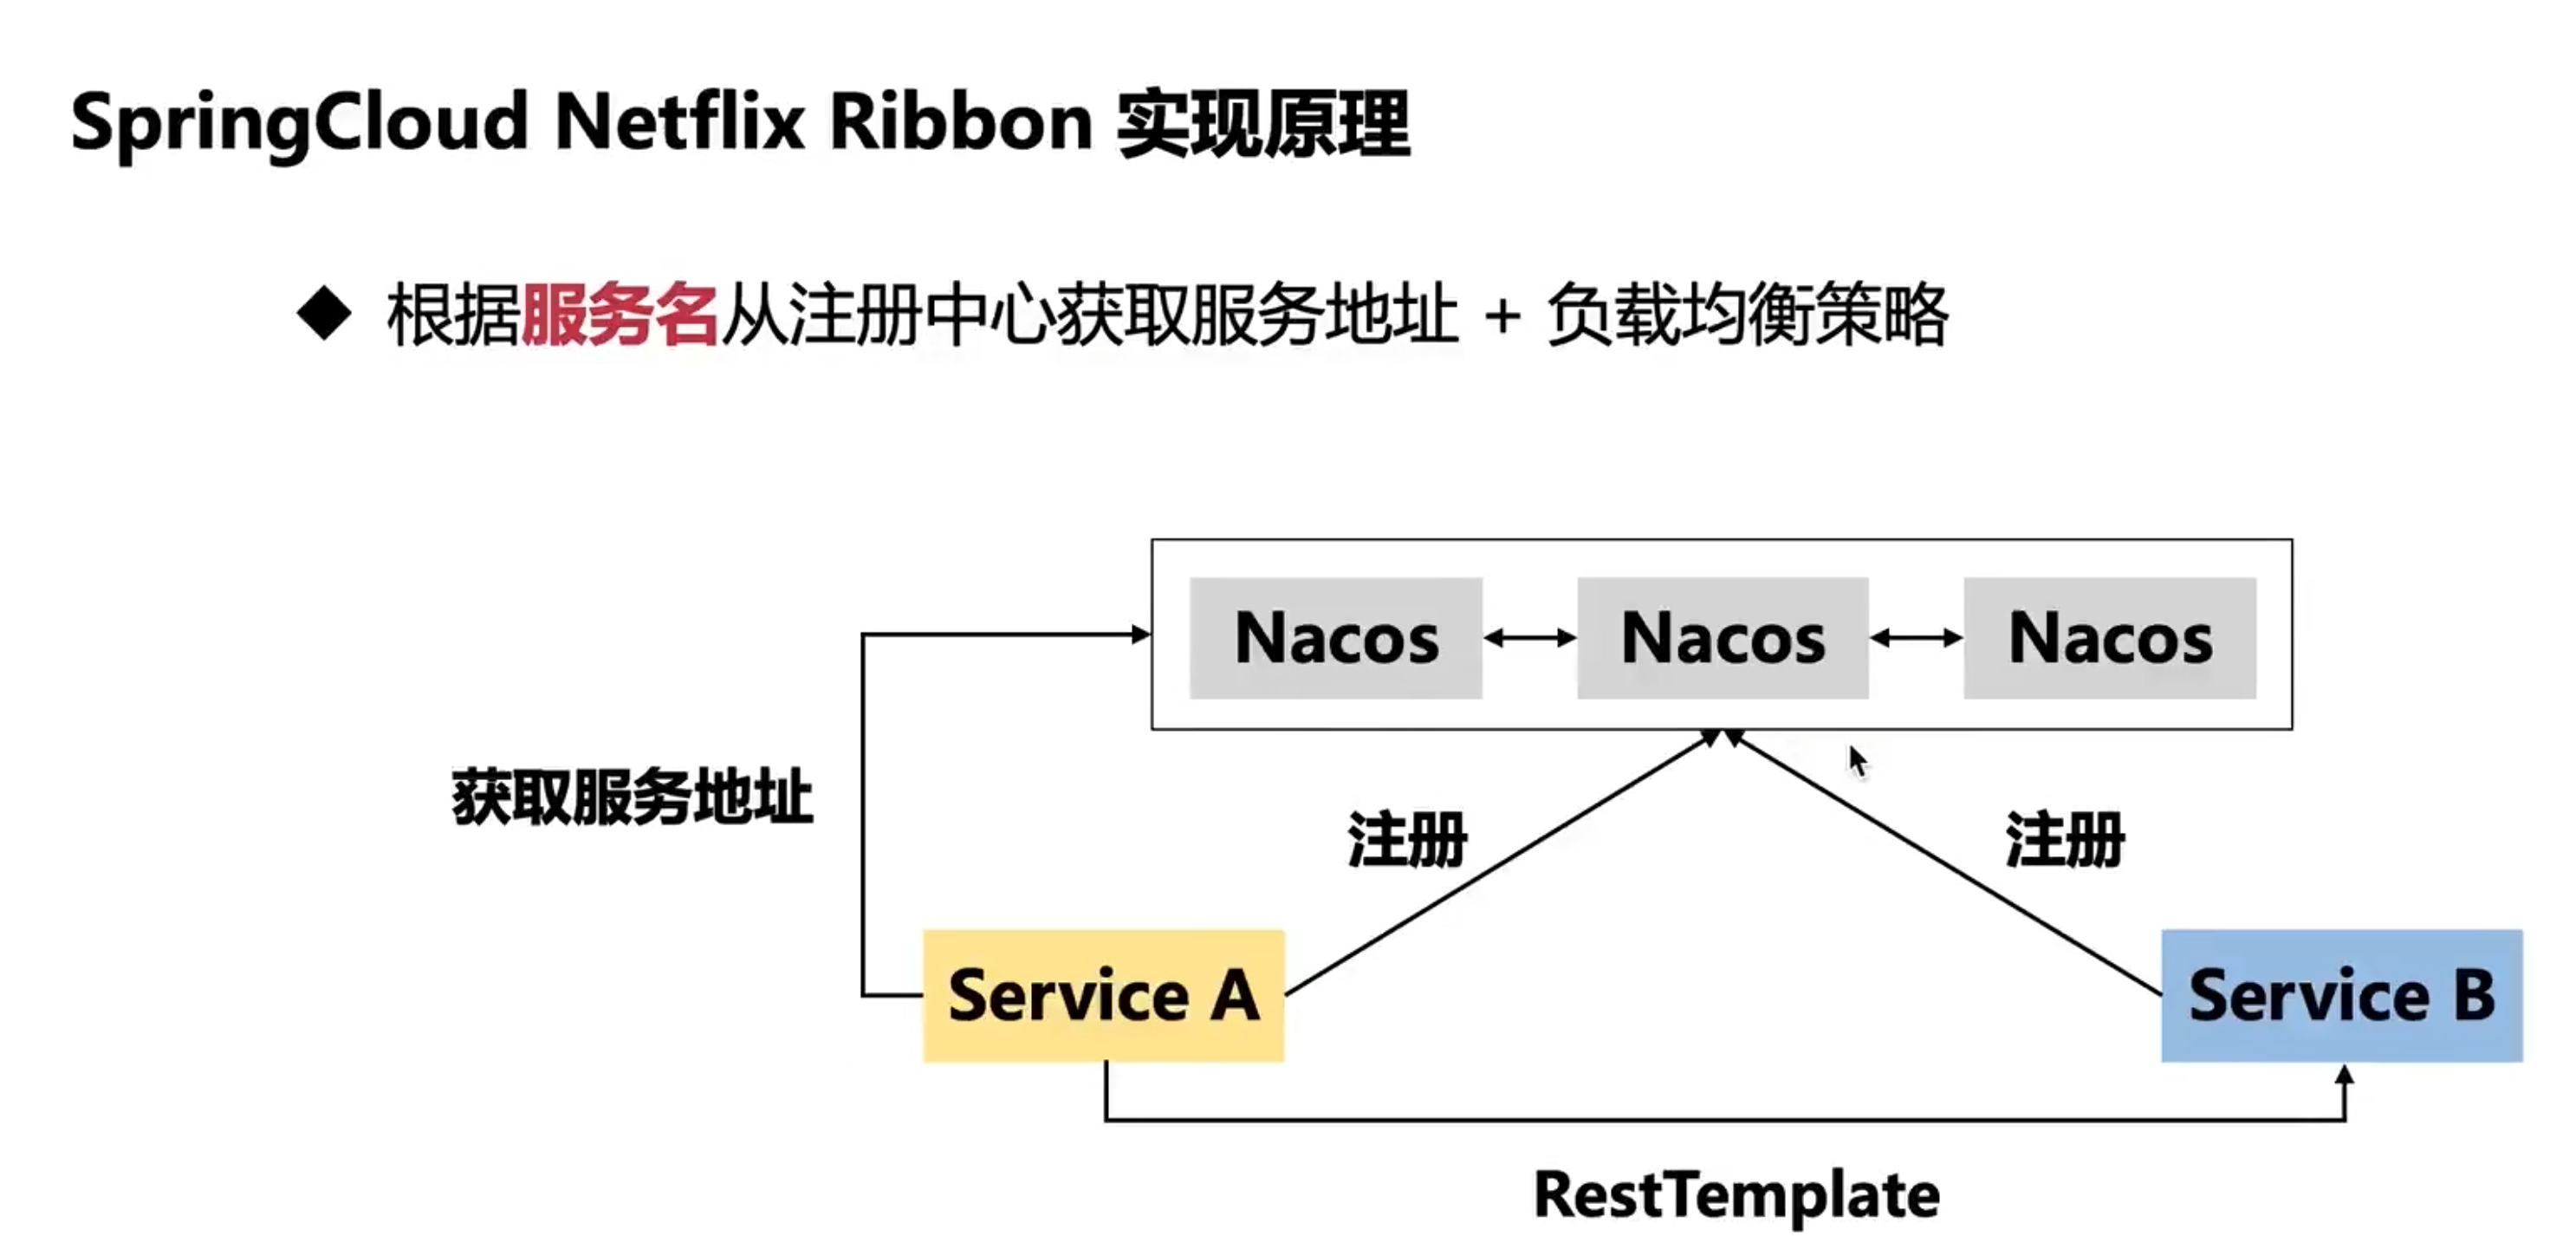 SpringCloud Netflix Ribbon 实现原理
根据服务名从注册中心获取服务地址 + 负载均衡策略
Nacos Nacos Nacos
获取服务地址
注册 注册
Service A Service B
RestTemplate